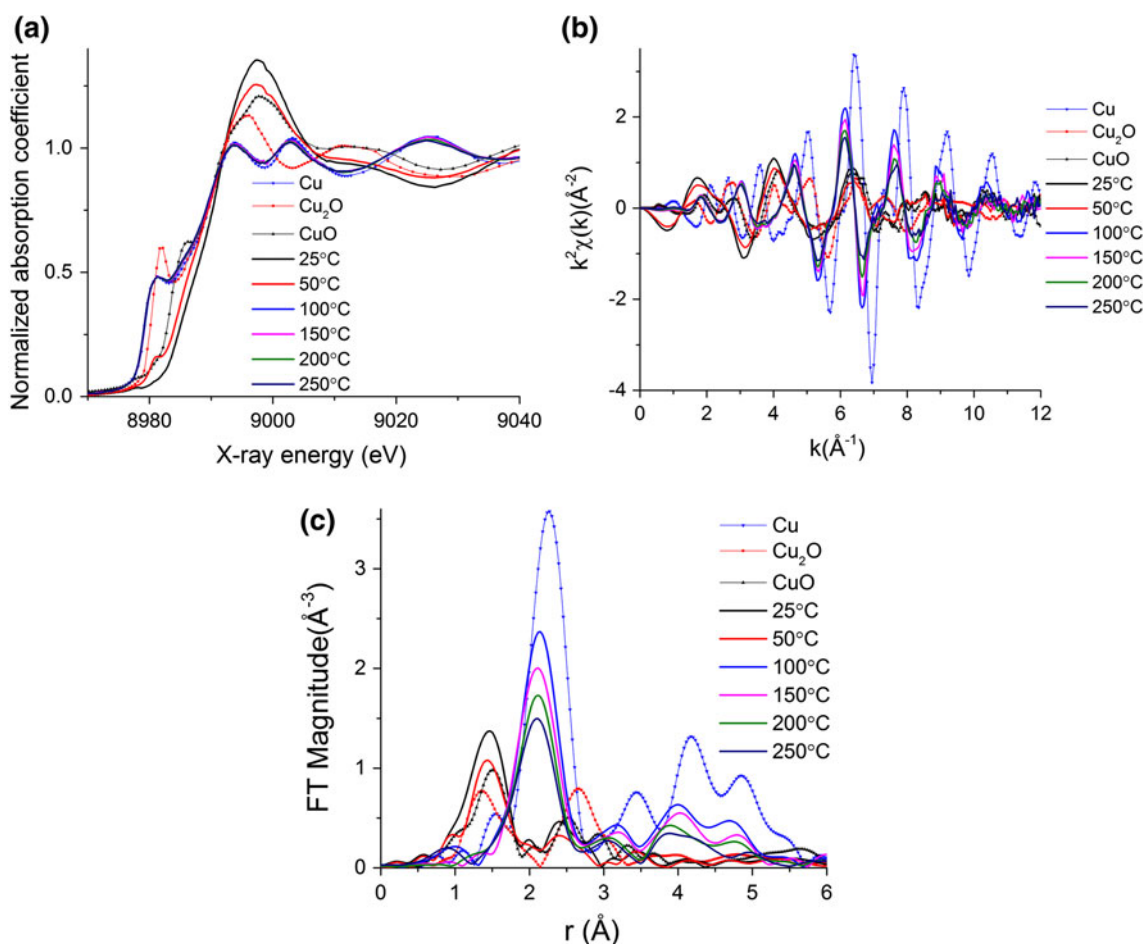 (a)
Normalized absorption coefficient
1.0
0.5
0.0
8980
9000
9020
9040
X-ray energy (eV)
Cu
Cu₂O
CuO
25°C
50°C
100°C
150°C
200°C
250°C
(b)
k²χ(k)(Å⁻²)
2
0
-2
-4
0
2
4
6
8
10
12
k(Å⁻¹)
Cu
Cu₂O
CuO
25°C
50°C
100°C
150°C
200°C
250°C
(c)
FT Magnitude(Å⁻³)
3
2
1
0
0
1
2
3
4
5
6
r (Å)
Cu
Cu₂O
CuO
25°C
50°C
100°C
150°C
200°C
250°C